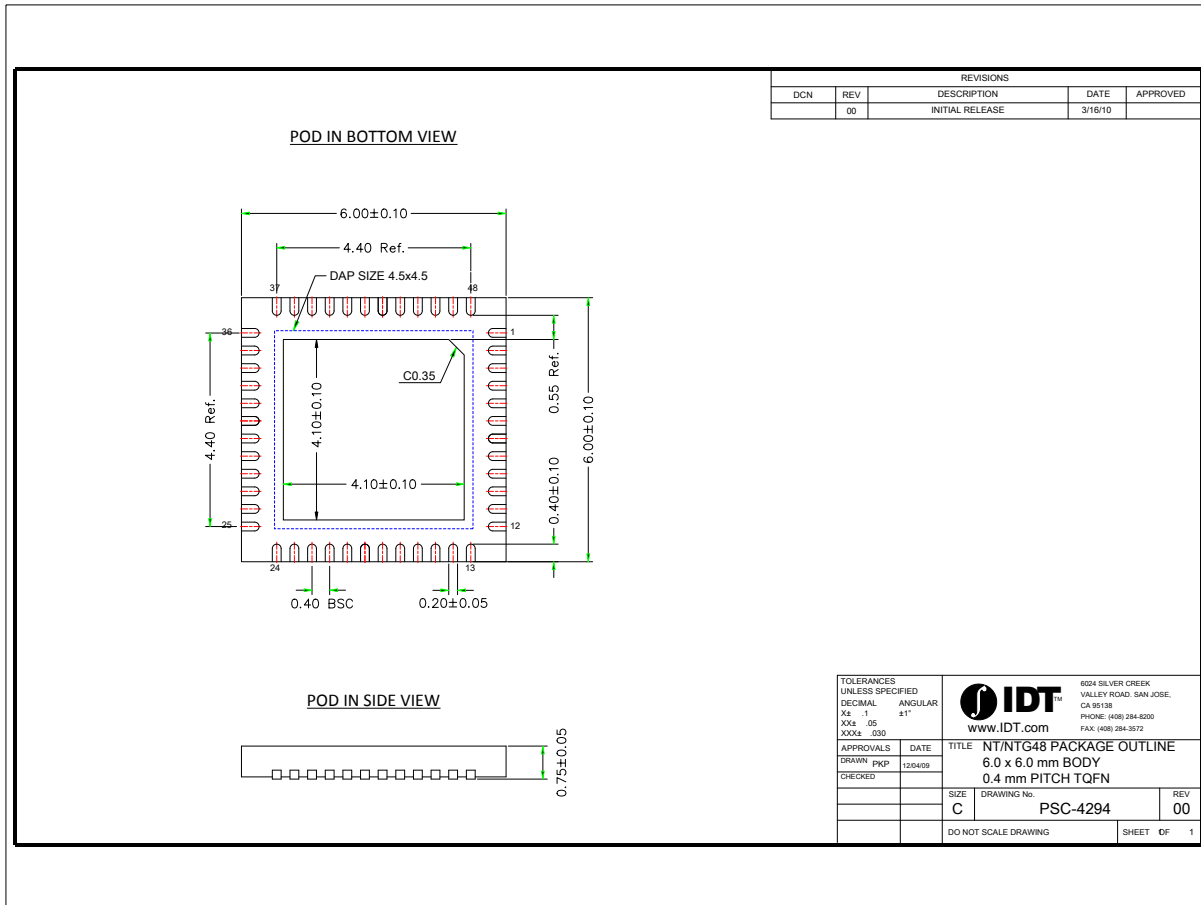 REVISIONS
DCN REV DESCRIPTION DATE APPROVED
00 INITIAL RELEASE 3/16/10
POD IN BOTTOM VIEW
6.00±0.10
4.40 Ref.
DAP SIZE 4.5x4.5
37 48
36 1
C0.35
0.55 Ref.
4.40 Ref.
4.10±0.10
6.00±0.10
4.10±0.10
0.40±0.10
25 12
24 13
0.40 BSC 0.20±0.05
POD IN SIDE VIEW
0.75±0.05
TOLERANCES
UNLESS SPECIFIED
DECIMAL ANGULAR
X± .1 ±1°
XX± .05
XXX± .030
IDT™
www.IDT.com
6024 SILVER CREEK
VALLEY ROAD. SAN JOSE,
CA 95138
PHONE: (408) 284-8200
FAX: (408) 284-3572
APPROVALS DATE
DRAWN PKP 12/04/09
CHECKED
TITLE NT/NTG48 PACKAGE OUTLINE
6.0 x 6.0 mm BODY
0.4 mm PITCH TQFN
SIZE DRAWING No. REV
C PSC-4294 00
DO NOT SCALE DRAWING SHEET 1 OF 1